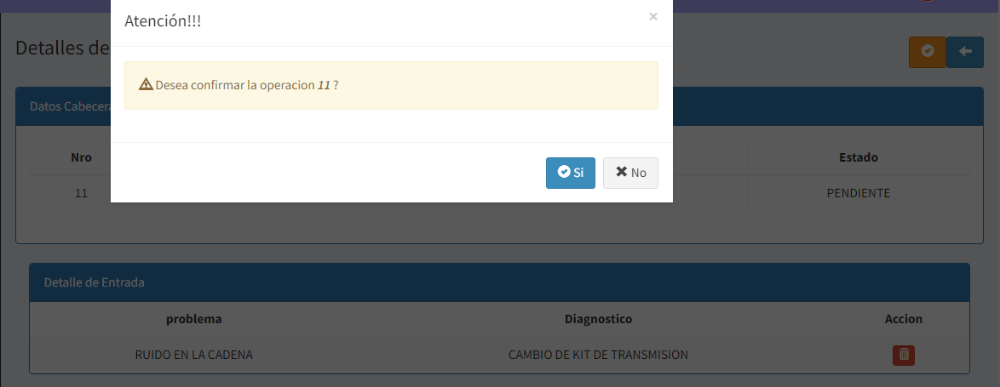 Atención!!!
×
Detalles de
Desea confirmar la operacion 11 ?
Datos Cabecera
Si
No
Nro
Estado
11
PENDIENTE
Detalle de Entrada
problema
Diagnostico
Accion
RUIDO EN LA CADENA
CAMBIO DE KIT DE TRANSMISION